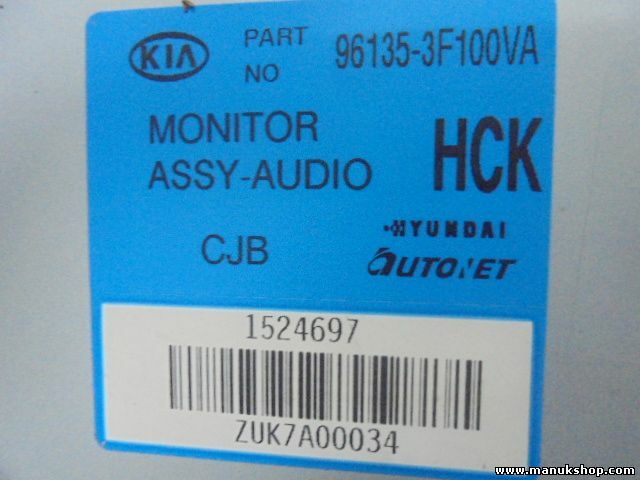 KIA PART NO 96135-3F100VA
MONITOR ASSY-AUDIO HCK
CJB HYUNDAI AUTONET
1524697
ZUK7A00034
www.manukshop.com